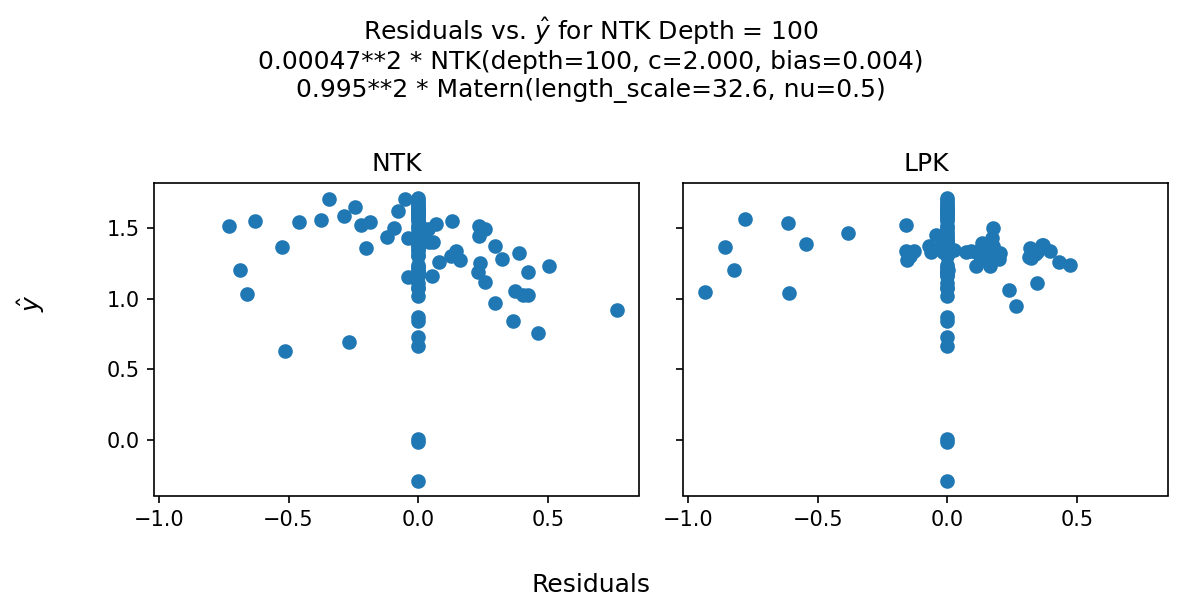 Residuals vs. ŷ for NTK Depth = 100
0.00047**2 * NTK(depth=100, c=2.000, bias=0.004)
0.995**2 * Matern(length_scale=32.6, nu=0.5)
NTK
LPK
1.5
1.0
0.5
0.0
ŷ
−1.0 −0.5 0.0 0.5
−1.0 −0.5 0.0 0.5
Residuals